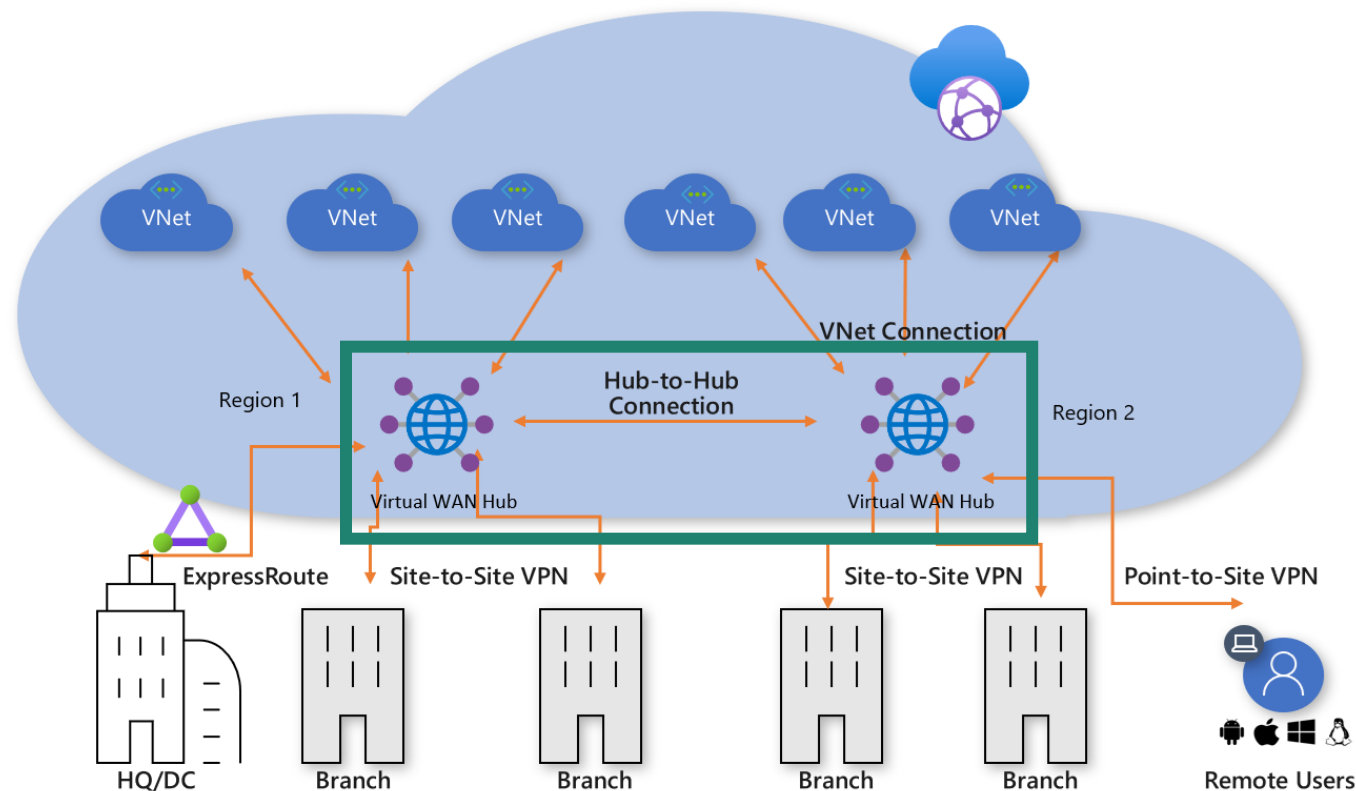 VNet
VNet
VNet
VNet
VNet
VNet
VNet Connection
Hub-to-Hub
Connection
Region 1
Region 2
Virtual WAN Hub
Virtual WAN Hub
ExpressRoute
Site-to-Site VPN
Site-to-Site VPN
Point-to-Site VPN
HQ/DC
Branch
Branch
Branch
Branch
Remote Users